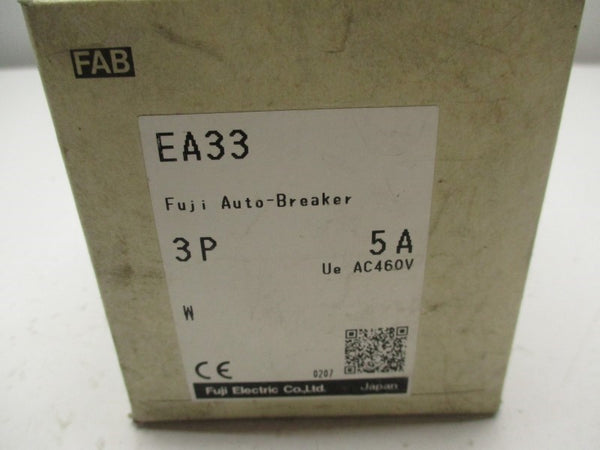 FAB
EA33
Fuji Auto-Breaker
3P 5A
Ue AC460V
W
CE 0207
Fuji Electric Co.,Ltd. Japan